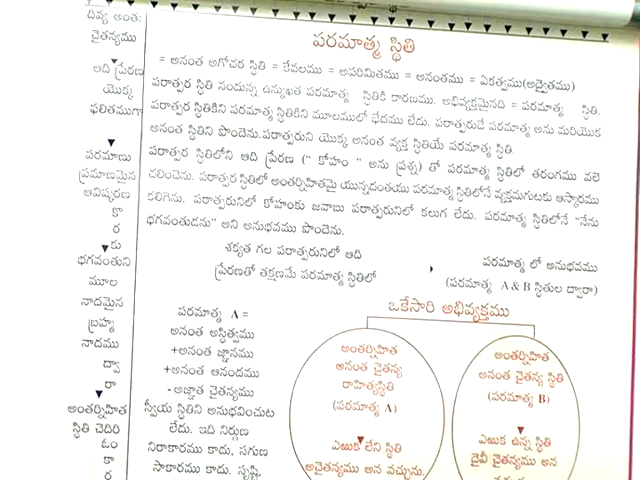 దివ్య అంత:
చైతన్యము
ఆది ప్రేరణ
యొక్క
ఫలితముగా
పరమాణు
ప్రమాణమైన
ఆవిష్కరణ
కొ
ర
కు
భగవంతుని
మూల
నాదమైన
బ్రహ్మ
నాదము
ద్వా
రా
అంతర్నిహిత
స్థితి చెదిరి
ఓం
కా
ర
పరమాత్మ స్థితి
= అనంత అగోచర స్థితి = కేవలము = అపరిమితము = అనంతము = ఏకత్వము(అద్వైతము)
పరాత్పర స్థితి నందున్న ఉన్ముఖత పరమాత్మ స్థితికి కారణము. అభివ్యక్తమైనది = పరమాత్మ స్థితి.
పరాత్పర స్థితికిని పరమాత్మ స్థితికిని మూలములో భేదము లేదు. పరాత్పరుడే పరమాత్మ అను మరియొక
అనంత స్థితిని పొందెను.పరాత్పరుని యొక్క అనంత వ్యక్త స్థితియే పరమాత్మ స్థితి.
పరాత్పర స్థితిలోని ఆది ప్రేరణ (" కోహం " అను ప్రశ్న) తో పరమాత్మ స్థితిలో తరంగము వలె
చలించెను. పరాత్పర స్థితిలో అంతర్నిహితమై యున్నదంతయు పరమాత్మ స్థితిలోనే వ్యక్తమగుటకు ఆస్కారము
కలిగెను. పరాత్పరునిలో కోహంకు జవాబు పరాత్పరునిలో కలుగ లేదు. పరమాత్మ స్థితిలోనే "నేను
భగవంతుడను" అని అనుభవము పొందెను.
శక్యత గల పరాత్పరునిలో ఆది
ప్రేరణతో తక్షణమే పరమాత్మ స్థితిలో
పరమాత్మ లో అనుభవము
(పరమాత్మ A & B స్థితుల ద్వారా)
ఒకేసారి అభివ్యక్తము
పరమాత్మ A =
అనంత అస్తిత్వము
+అనంత జ్ఞానము
+అనంత ఆనందము
-అజ్ఞాత చైతన్యము
స్వీయ స్థితిని అనుభవించుట
లేదు. ఇది నిర్గుణ
నిరాకారము కాదు, సగుణ
సాకారము కాదు. సృష్టి,
అంతర్నిహిత
అనంత చైతన్య
రాహిత్యస్థితి
(పరమాత్మ A)
ఎఱుక లేని స్థితి
అచైతన్యము అన వచ్చును.
అంతర్నిహిత
అనంత చైతన్య స్థితి
(పరమాత్మ B)
ఎఱుక ఉన్న స్థితి
దైవీ చైతన్యము అన